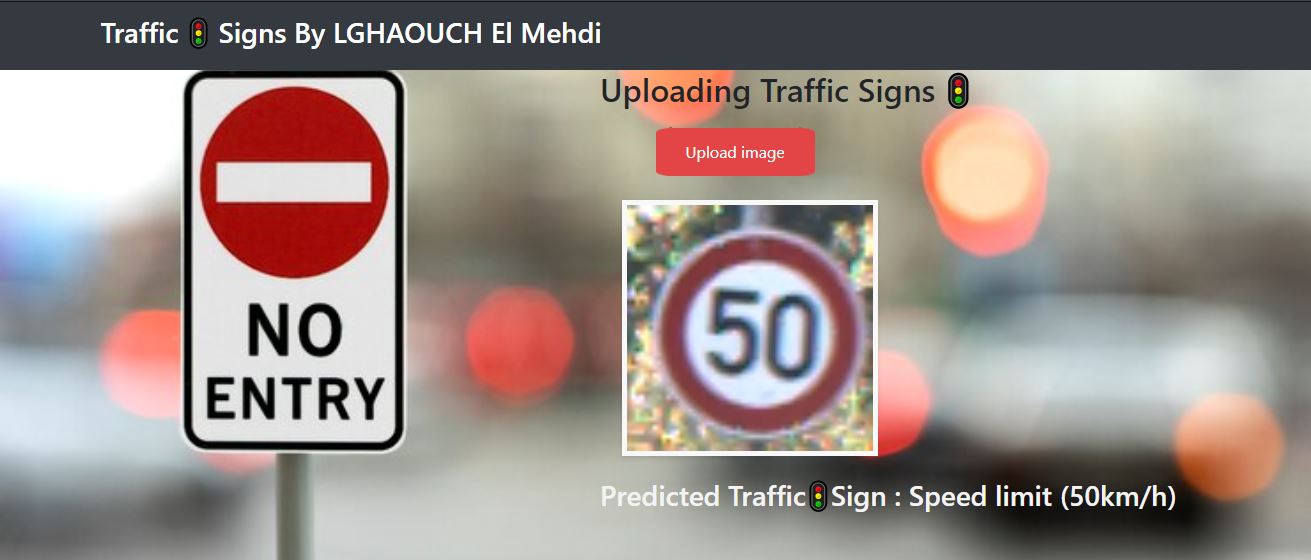 Traffic 🚦 Signs By LGHAOUCH El Mehdi
NO
ENTRY
Uploading Traffic Signs 🚦
Upload image
50
Predicted Traffic🚦Sign : Speed limit (50km/h)